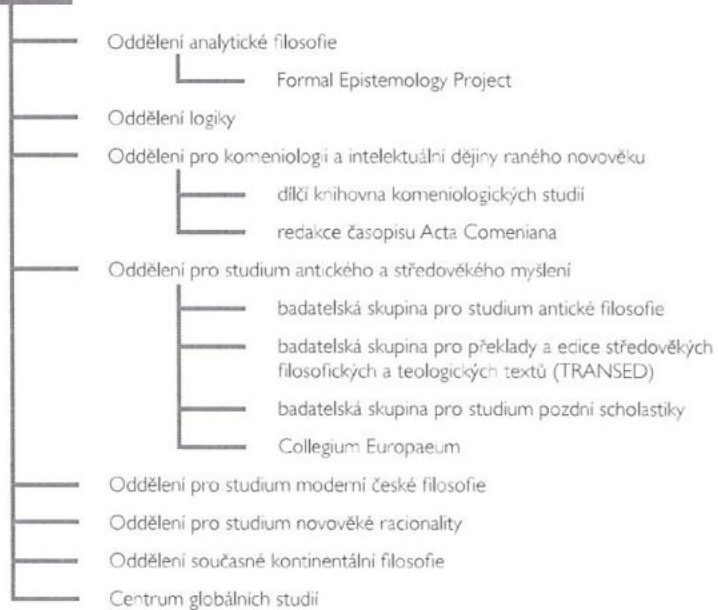 Oddělení analytické filosofie
Formal Epistemology Project
Oddělení logiky
Oddělení pro komeniologii a intelektuální dějiny raného novověku
dílčí knihovna komeniologických studií
redakce časopisu Acta Comeniana
Oddělení pro studium antického a středověkého myšlení
badatelská skupina pro studium antické filosofie
badatelská skupina pro překlady a edice středověkých
filosofických a teologických textů (TRANSED)
badatelská skupina pro studium pozdní scholastiky
Collegium Europaeum
Oddělení pro studium moderní české filosofie
Oddělení pro studium novověké racionality
Oddělení současné kontinentální filosofie
Centrum globálních studií